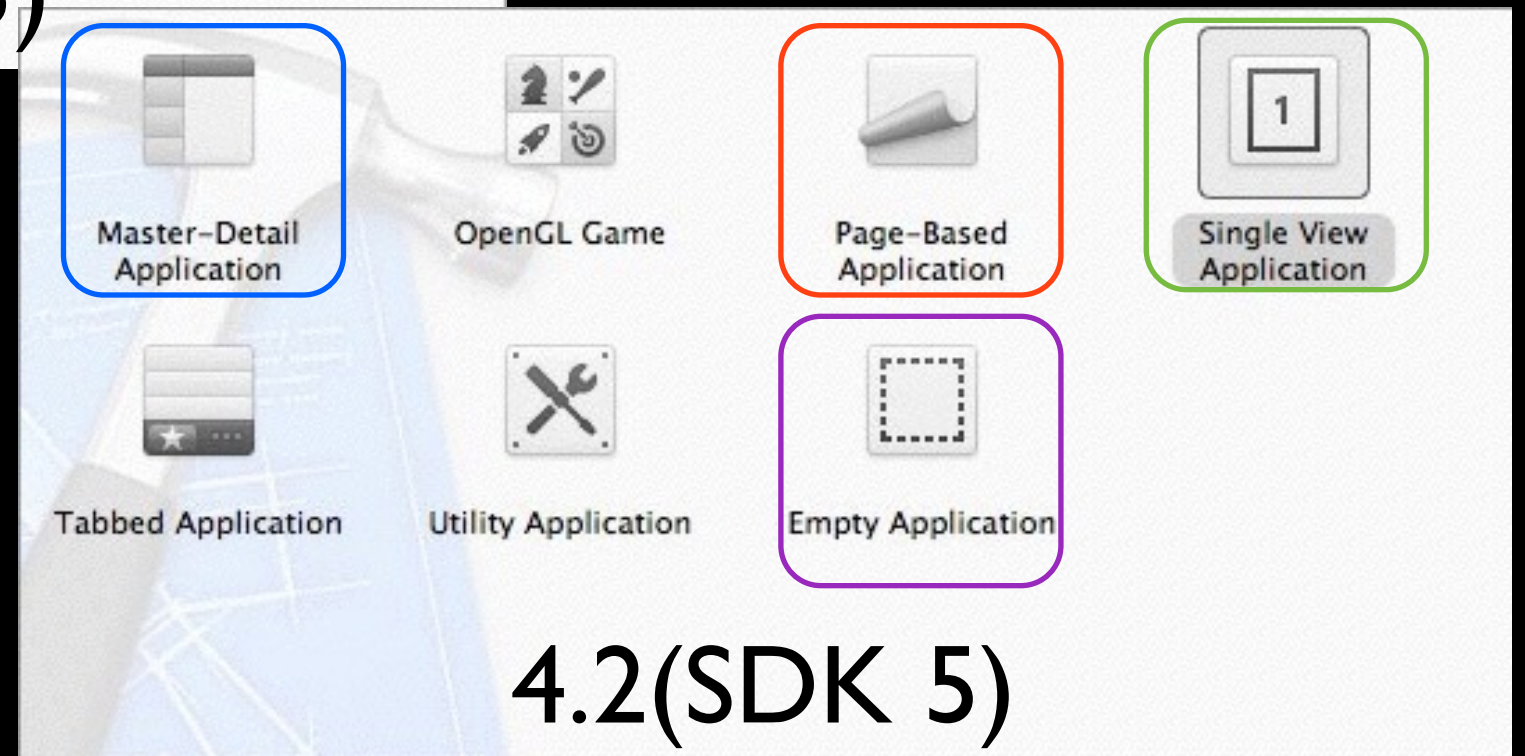 )
1
Master-Detail
Application
OpenGL Game
Page-Based
Application
Single View
Application
Tabbed Application
Utility Application
Empty Application
4.2(SDK 5)